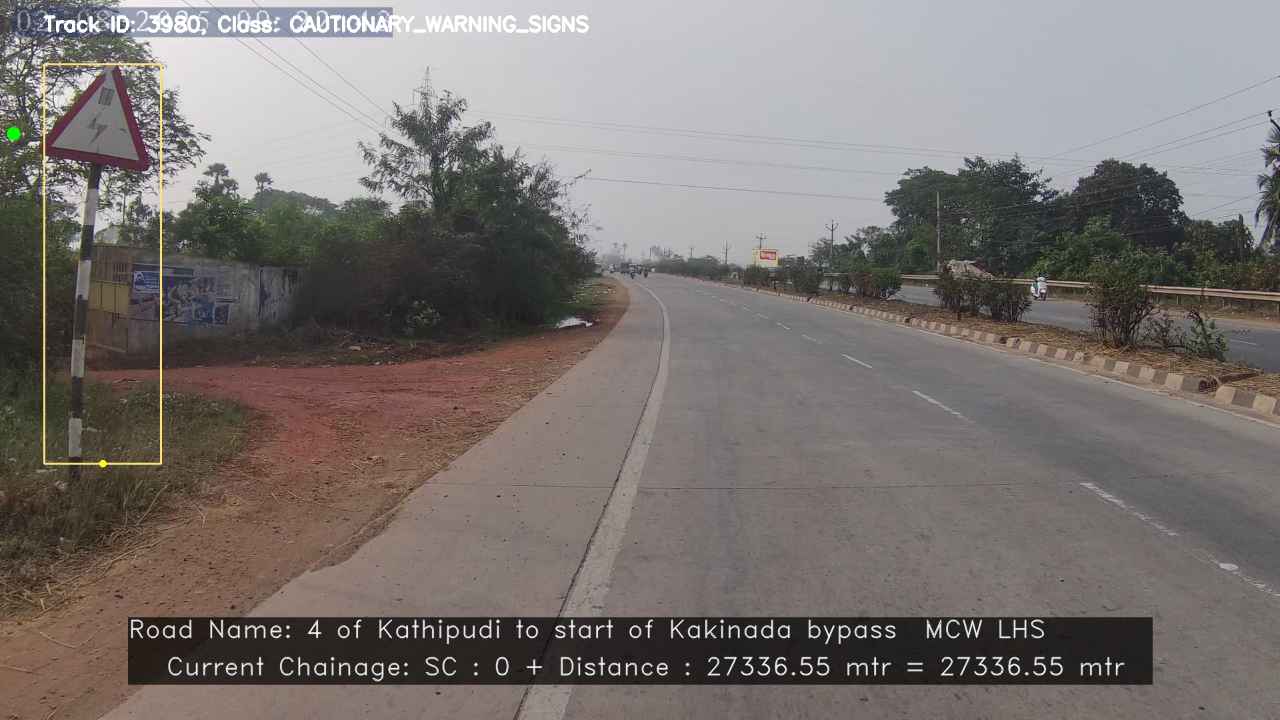 Track ID: 3980, Class: CAUTIONARY_WARNING_SIGNS
Road Name: 4 of Kathipudi to start of Kakinada bypass MCW LHS
Current Chainage: SC : 0 + Distance : 27336.55 mtr = 27336.55 mtr